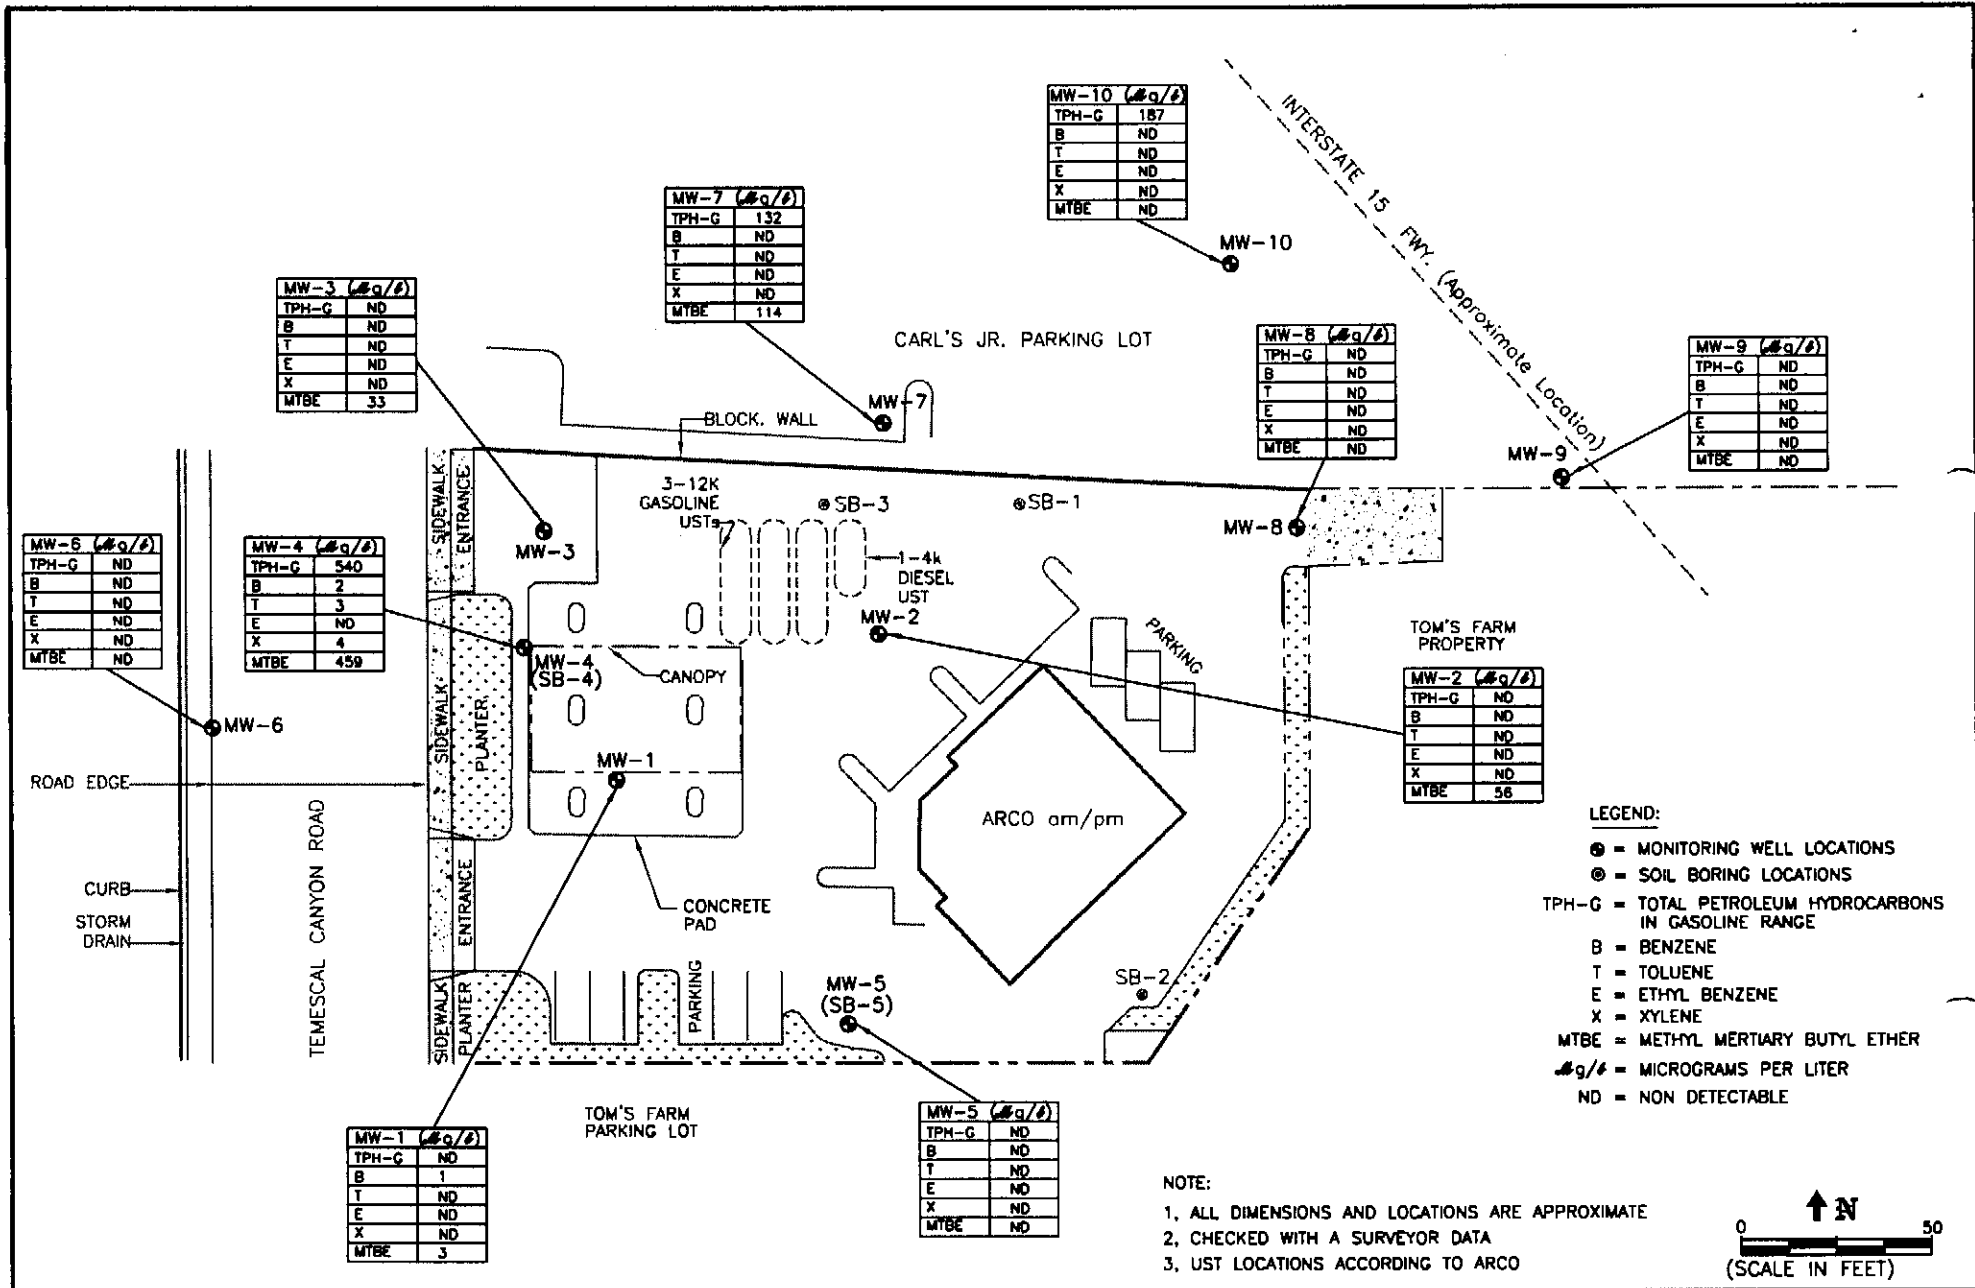 MW-10 (µg/ℓ)
TPH-G 187
B ND
T ND
E ND
X ND
MTBE ND
INTERSTATE 15 FWY. (Approximate Location)
MW-10
MW-7 (µg/ℓ)
TPH-G 132
B ND
T ND
E ND
X ND
MTBE 114
MW-3 (µg/ℓ)
TPH-G ND
B ND
T ND
E ND
X ND
MTBE 33
CARL'S JR. PARKING LOT
MW-8 (µg/ℓ)
TPH-G ND
B ND
T ND
E ND
X ND
MTBE ND
MW-9 (µg/ℓ)
TPH-G ND
B ND
T ND
E ND
X ND
MTBE ND
MW-7
BLOCK. WALL
MW-9
SIDEWALK
ENTRANCE
3-12K
GASOLINE
USTs
SB-3
SB-1
MW-8
MW-3
1-4k
DIESEL
UST
MW-6 (µg/ℓ)
TPH-G ND
B ND
T ND
E ND
X ND
MTBE ND
MW-4 (µg/ℓ)
TPH-G 540
B 2
T 3
E ND
X 4
MTBE 459
MW-2
PARKING
TOM'S FARM
PROPERTY
MW-4
(SB-4)
CANOPY
MW-2 (µg/ℓ)
TPH-G ND
B ND
T ND
E ND
X ND
MTBE 56
MW-6
SIDEWALK
PLANTER
MW-1
ROAD EDGE
TEMESCAL CANYON ROAD
ARCO am/pm
CURB
STORM
DRAIN
ENTRANCE
CONCRETE
PAD
SIDEWALK
PLANTER
PARKING
MW-5
(SB-5)
SB-2
LEGEND:
= MONITORING WELL LOCATIONS
= SOIL BORING LOCATIONS
TPH-G = TOTAL PETROLEUM HYDROCARBONS
IN GASOLINE RANGE
B = BENZENE
T = TOLUENE
E = ETHYL BENZENE
X = XYLENE
MTBE = METHYL MERTIARY BUTYL ETHER
µg/ℓ = MICROGRAMS PER LITER
ND = NON DETECTABLE
TOM'S FARM
PARKING LOT
MW-1 (µg/ℓ)
TPH-G ND
B 1
T ND
E ND
X ND
MTBE 3
MW-5 (µg/ℓ)
TPH-G ND
B ND
T ND
E ND
X ND
MTBE ND
NOTE:
1, ALL DIMENSIONS AND LOCATIONS ARE APPROXIMATE
2, CHECKED WITH A SURVEYOR DATA
3, UST LOCATIONS ACCORDING TO ARCO
N
0 50
(SCALE IN FEET)